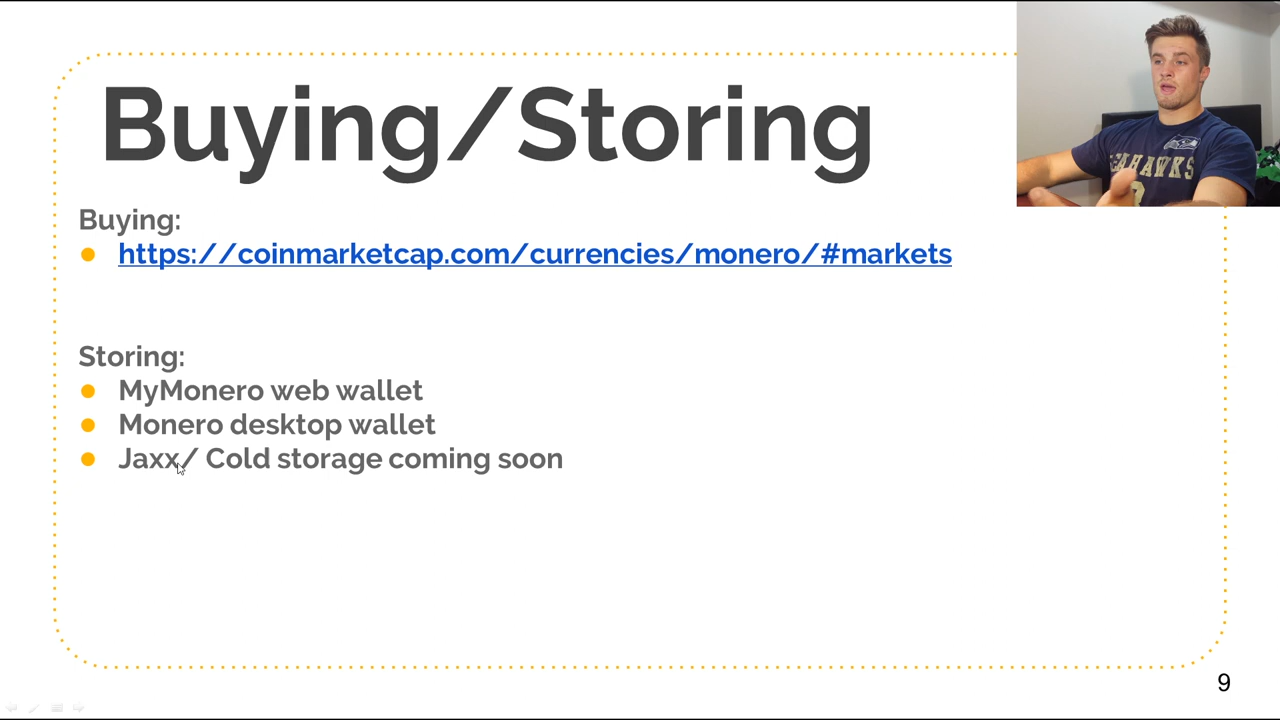 Buying/Storing
Buying:
https://coinmarketcap.com/currencies/monero/#markets
Storing:
MyMonero web wallet
Monero desktop wallet
Jaxx/ Cold storage coming soon
9